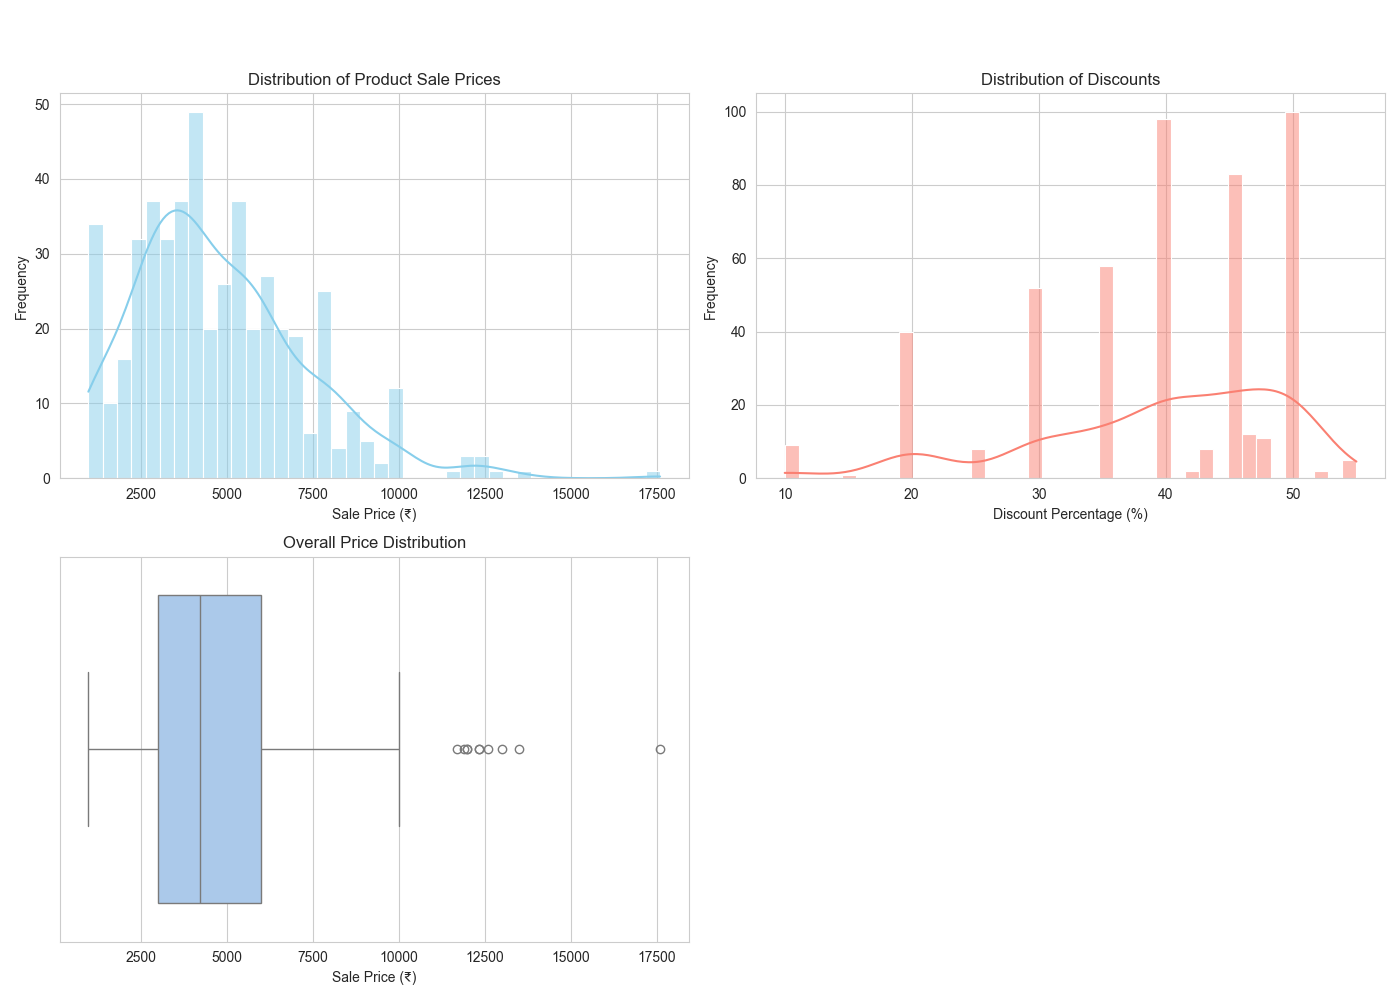 Distribution of Product Sale Prices
50
40
30
20
10
0
Frequency
2500 5000 7500 10000 12500 15000 17500
Sale Price (₹)
Distribution of Discounts
100
80
60
40
20
0
Frequency
10 20 30 40 50
Discount Percentage (%)
Overall Price Distribution
2500 5000 7500 10000 12500 15000 17500
Sale Price (₹)